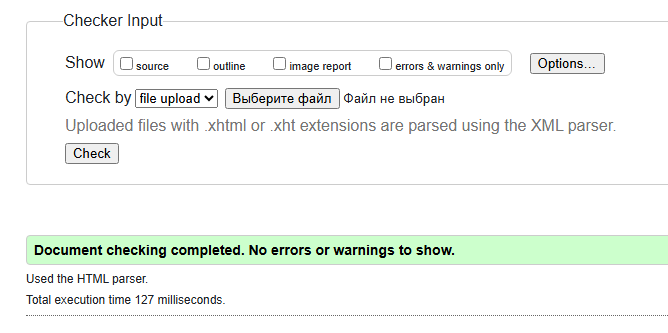 Checker Input
Show source outline image report errors & warnings only Options...
Check by file upload Выберите файл Файл не выбран
Uploaded files with .xhtml or .xht extensions are parsed using the XML parser.
Check
Document checking completed. No errors or warnings to show.
Used the HTML parser.
Total execution time 127 milliseconds.